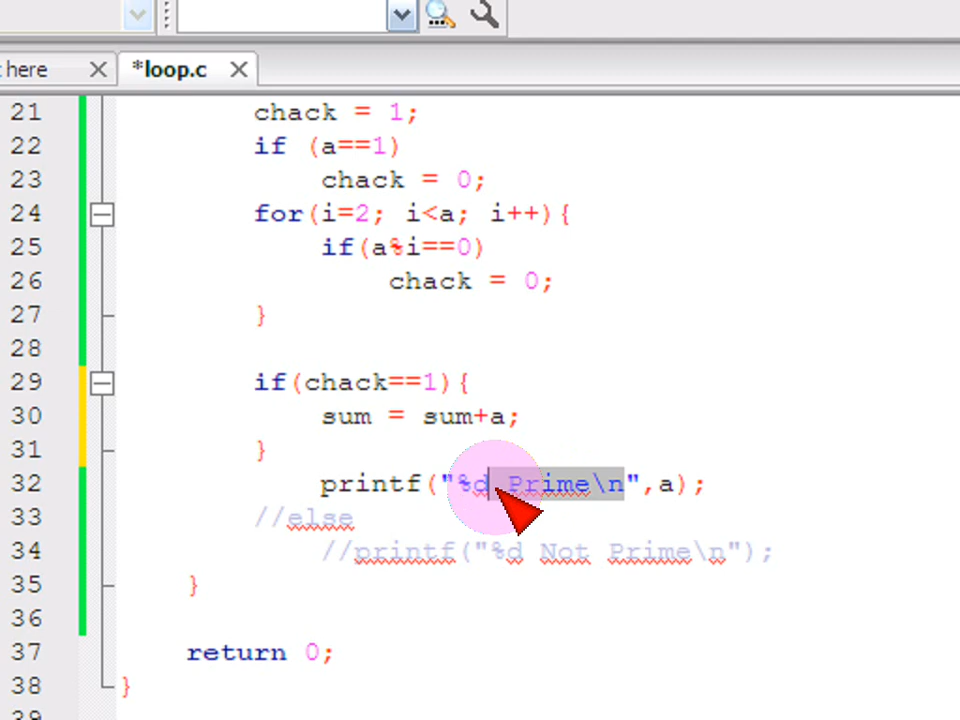 here
*loop.c
21 chack = 1;
22 if (a==1)
23 chack = 0;
24 for(i=2; i<a; i++){
25 if(a%i==0)
26 chack = 0;
27 }
28
29 if(chack==1){
30 sum = sum+a;
31 }
32 printf("%d Prime\n",a);
33 //else
34 //printf("%d Not Prime\n");
35 }
36
37 return 0;
38 }
39